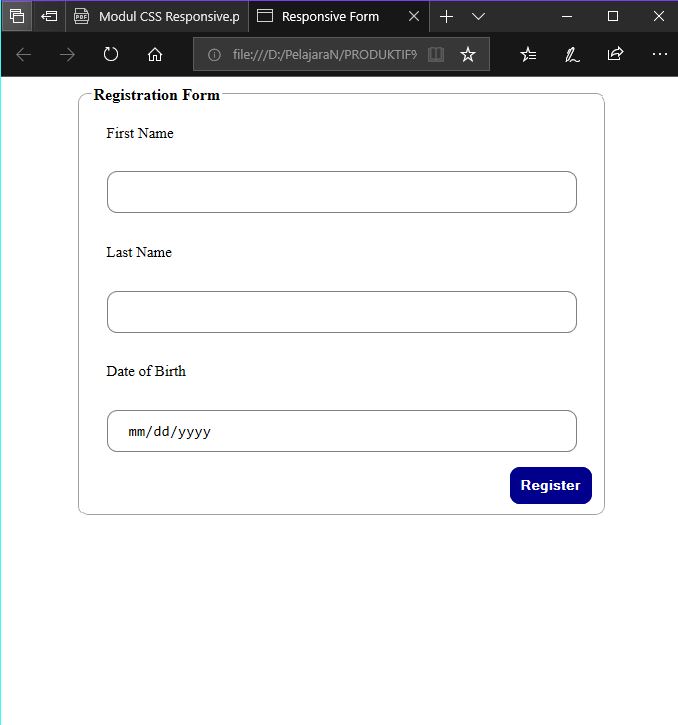 Modul CSS Responsive.p
Responsive Form
file:///D:/PelajaraN/PRODUKTIF9
Registration Form
First Name
Last Name
Date of Birth
mm/dd/yyyy
Register